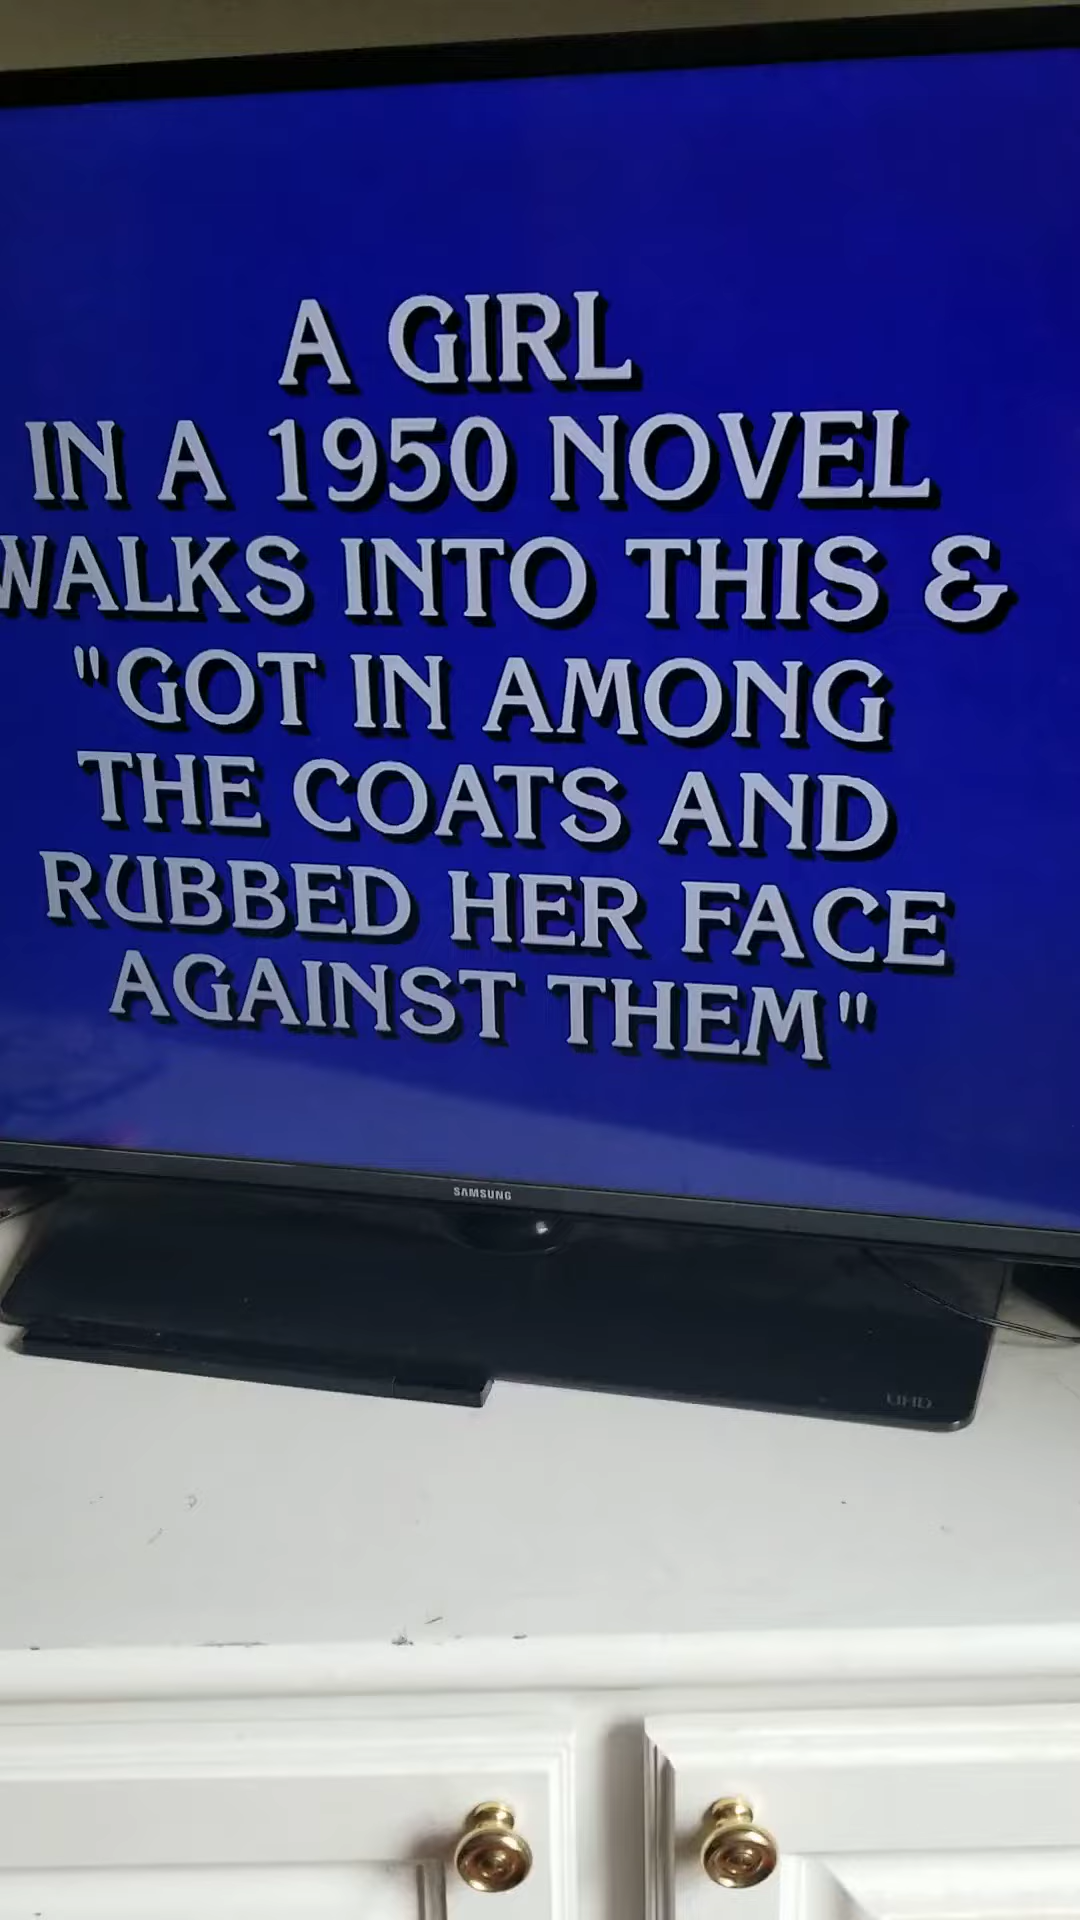 A GIRL
IN A 1950 NOVEL
WALKS INTO THIS &
"GOT IN AMONG
THE COATS AND
RUBBED HER FACE
AGAINST THEM"
SAMSUNG
UHD